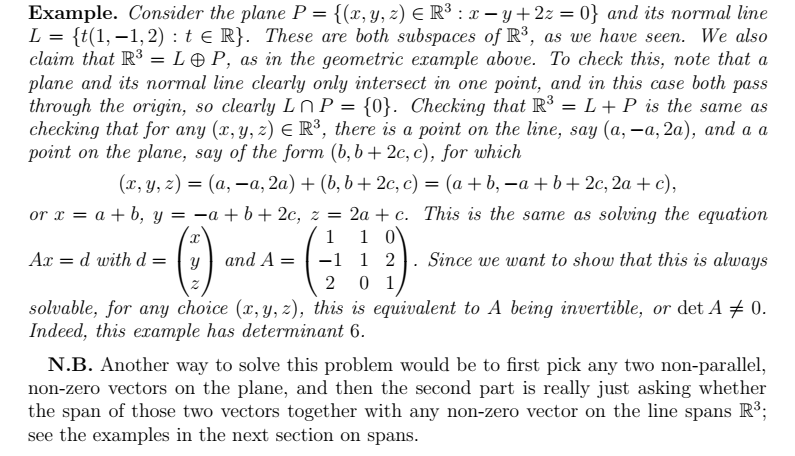 Example. Consider the plane P = {(x, y, z) ∈ ℝ³ : x − y + 2z = 0} and its normal line
L = {t(1, −1, 2) : t ∈ ℝ}. These are both subspaces of ℝ³, as we have seen. We also
claim that ℝ³ = L ⊕ P, as in the geometric example above. To check this, note that a
plane and its normal line clearly only intersect in one point, and in this case both pass
through the origin, so clearly L ∩ P = {0}. Checking that ℝ³ = L + P is the same as
checking that for any (x, y, z) ∈ ℝ³, there is a point on the line, say (a, −a, 2a), and a a
point on the plane, say of the form (b, b + 2c, c), for which
(x, y, z) = (a, −a, 2a) + (b, b + 2c, c) = (a + b, −a + b + 2c, 2a + c),
or x = a + b, y = −a + b + 2c, z = 2a + c. This is the same as solving the equation
Ax = d with d = (x y z) and A = (1 1 0 −1 1 2 2 0 1). Since we want to show that this is always
solvable, for any choice (x, y, z), this is equivalent to A being invertible, or det A ≠ 0.
Indeed, this example has determinant 6.
N.B. Another way to solve this problem would be to first pick any two non-parallel,
non-zero vectors on the plane, and then the second part is really just asking whether
the span of those two vectors together with any non-zero vector on the line spans ℝ³;
see the examples in the next section on spans.